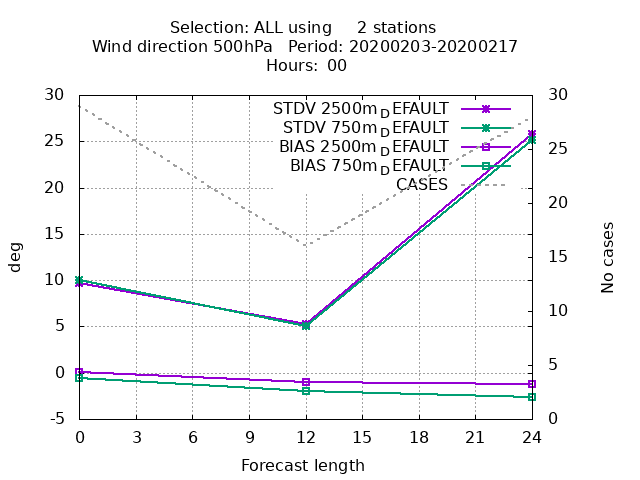 Selection: ALL using     2 stations
Wind direction 500hPa   Period: 20200203-20200217
Hours: 00
STDV 2500m_DEFAULT
STDV 750m_DEFAULT
BIAS 2500m_DEFAULT
BIAS 750m_DEFAULT
CASES
deg
30
25
20
15
10
5
0
-5
No cases
30
25
20
15
10
5
0
0 3 6 9 12 15 18 21 24
Forecast length